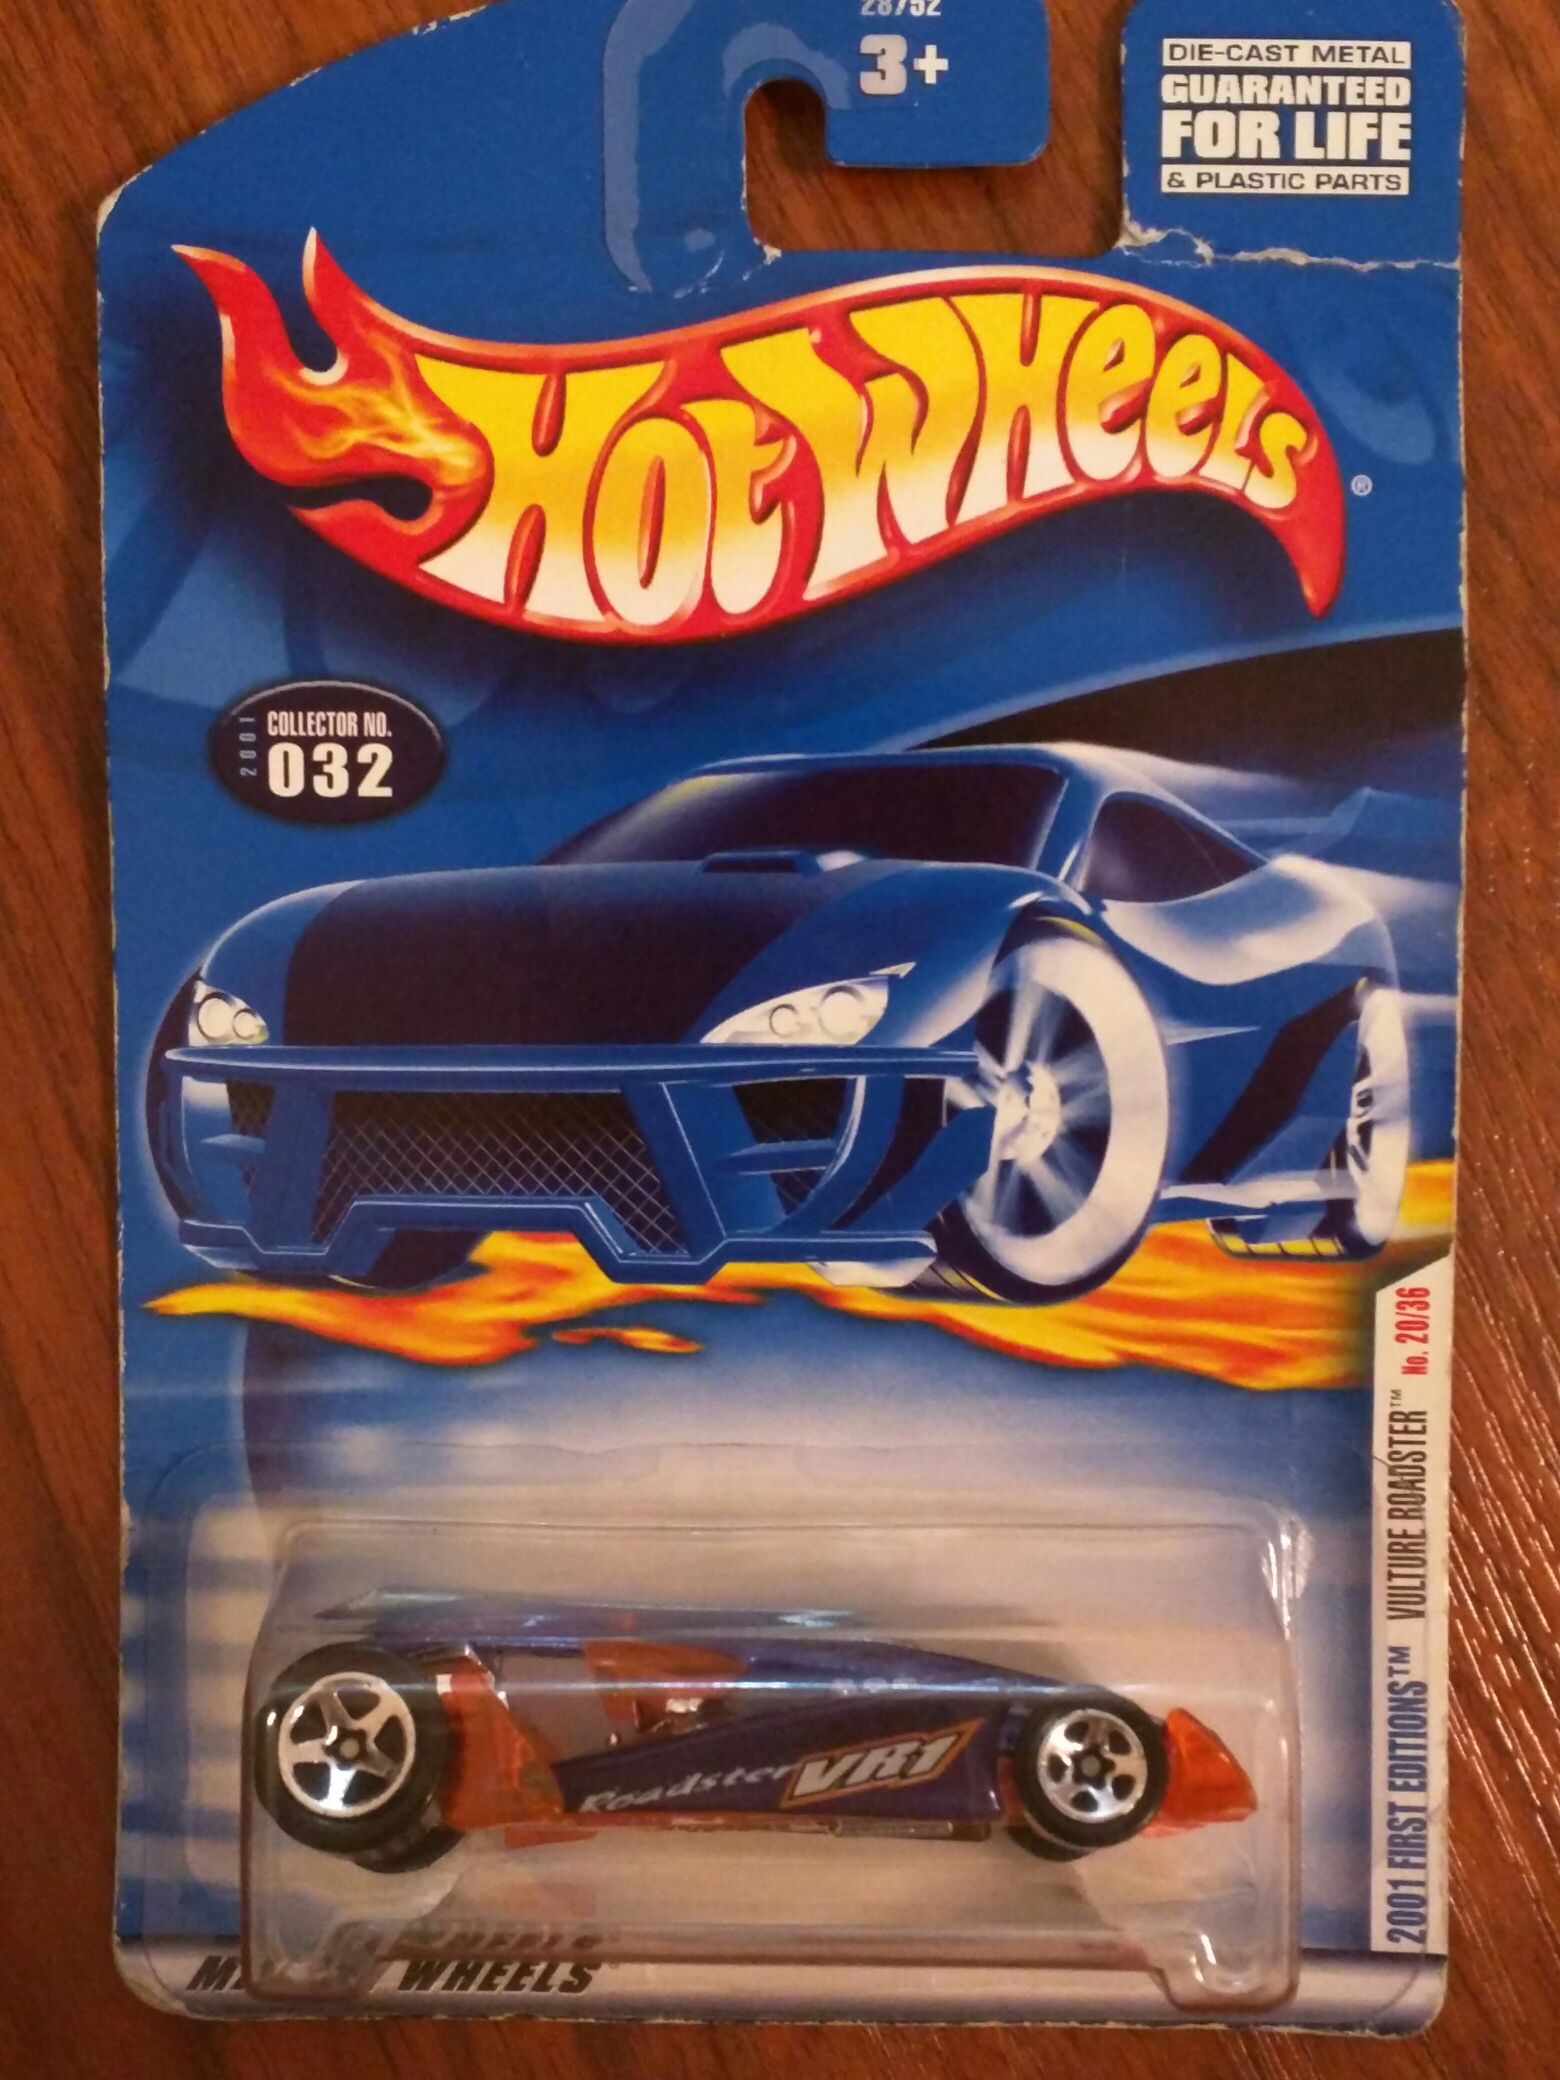 28752
3+
DIE-CAST METAL
GUARANTEED
FOR LIFE
& PLASTIC PARTS
HOT WHEELS®
2001
COLLECTOR NO.
032
2001 FIRST EDITIONS™ VULTURE ROADSTER™ No. 20/36
Roadster VR1
WHEELS